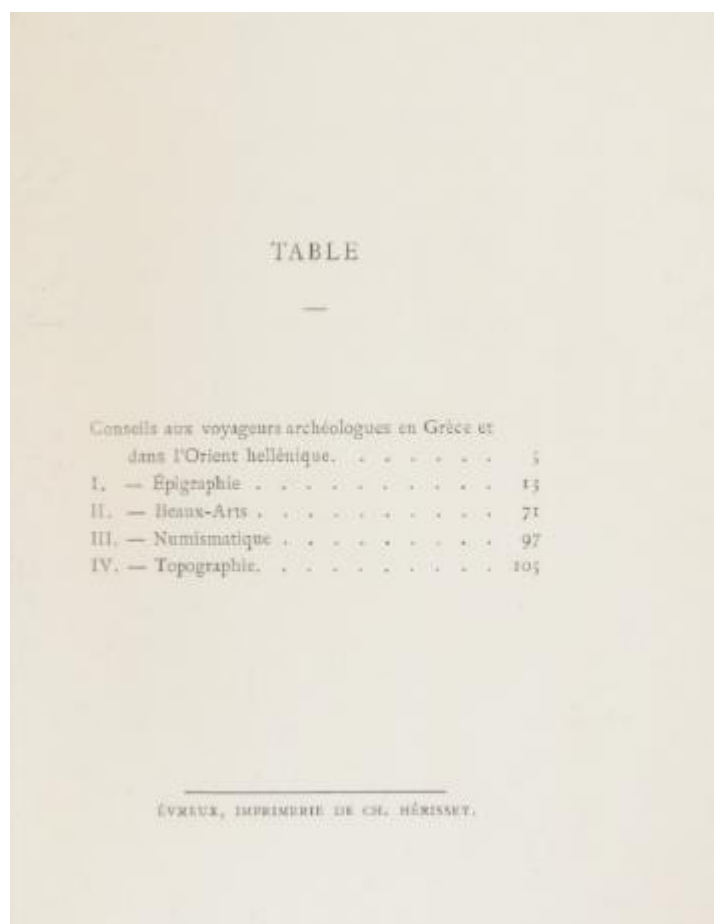 TABLE
—
Conseils aux voyageurs archéologues en Grèce et
dans l'Orient hellénique. . . . . . . 5
I. — Épigraphie . . . . . . . . . . 13
II. — Beaux-Arts . . . . . . . . . . 71
III. — Numismatique . . . . . . . . . 97
IV. — Topographie. . . . . . . . . . 105
ÉVREUX, IMPRIMERIE DE CH. HÉRISSEY.